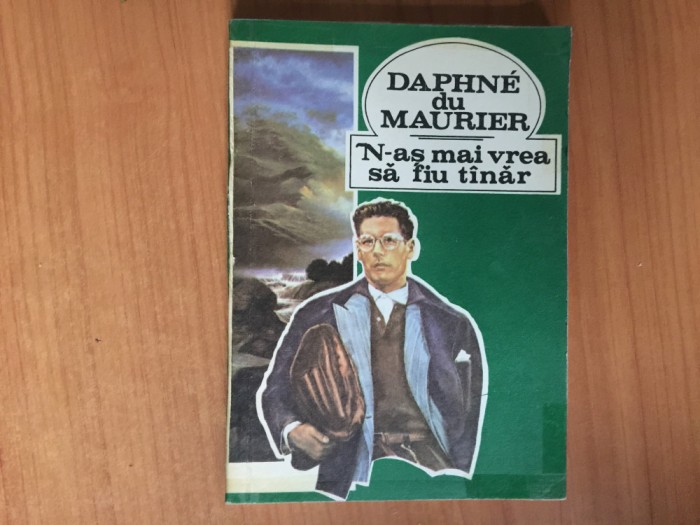 DAPHNÉ
du
MAURIER
N-aş mai vrea
să fiu tînăr